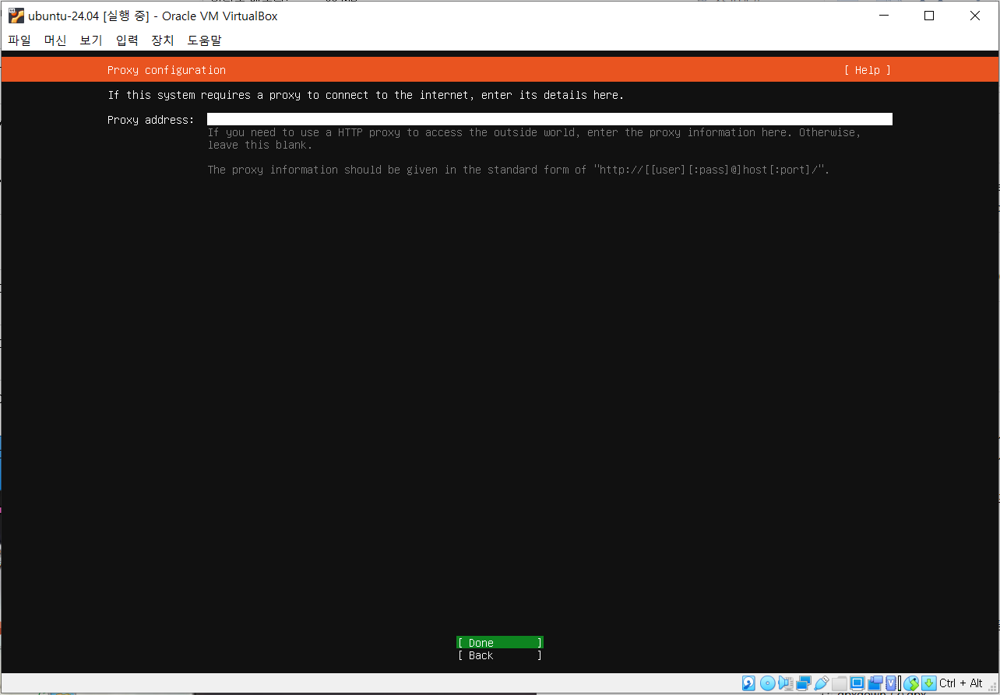 ubuntu-24.04 [실행 중] - Oracle VM VirtualBox
파일 머신 보기 입력 장치 도움말
Proxy configuration [ Help ]
If this system requires a proxy to connect to the internet, enter its details here.
Proxy address:
If you need to use a HTTP proxy to access the outside world, enter the proxy information here. Otherwise,
leave this blank.
The proxy information should be given in the standard form of "http://[[user][:pass]@]host[:port]/".
[ Done ]
[ Back ]
Ctrl + Alt